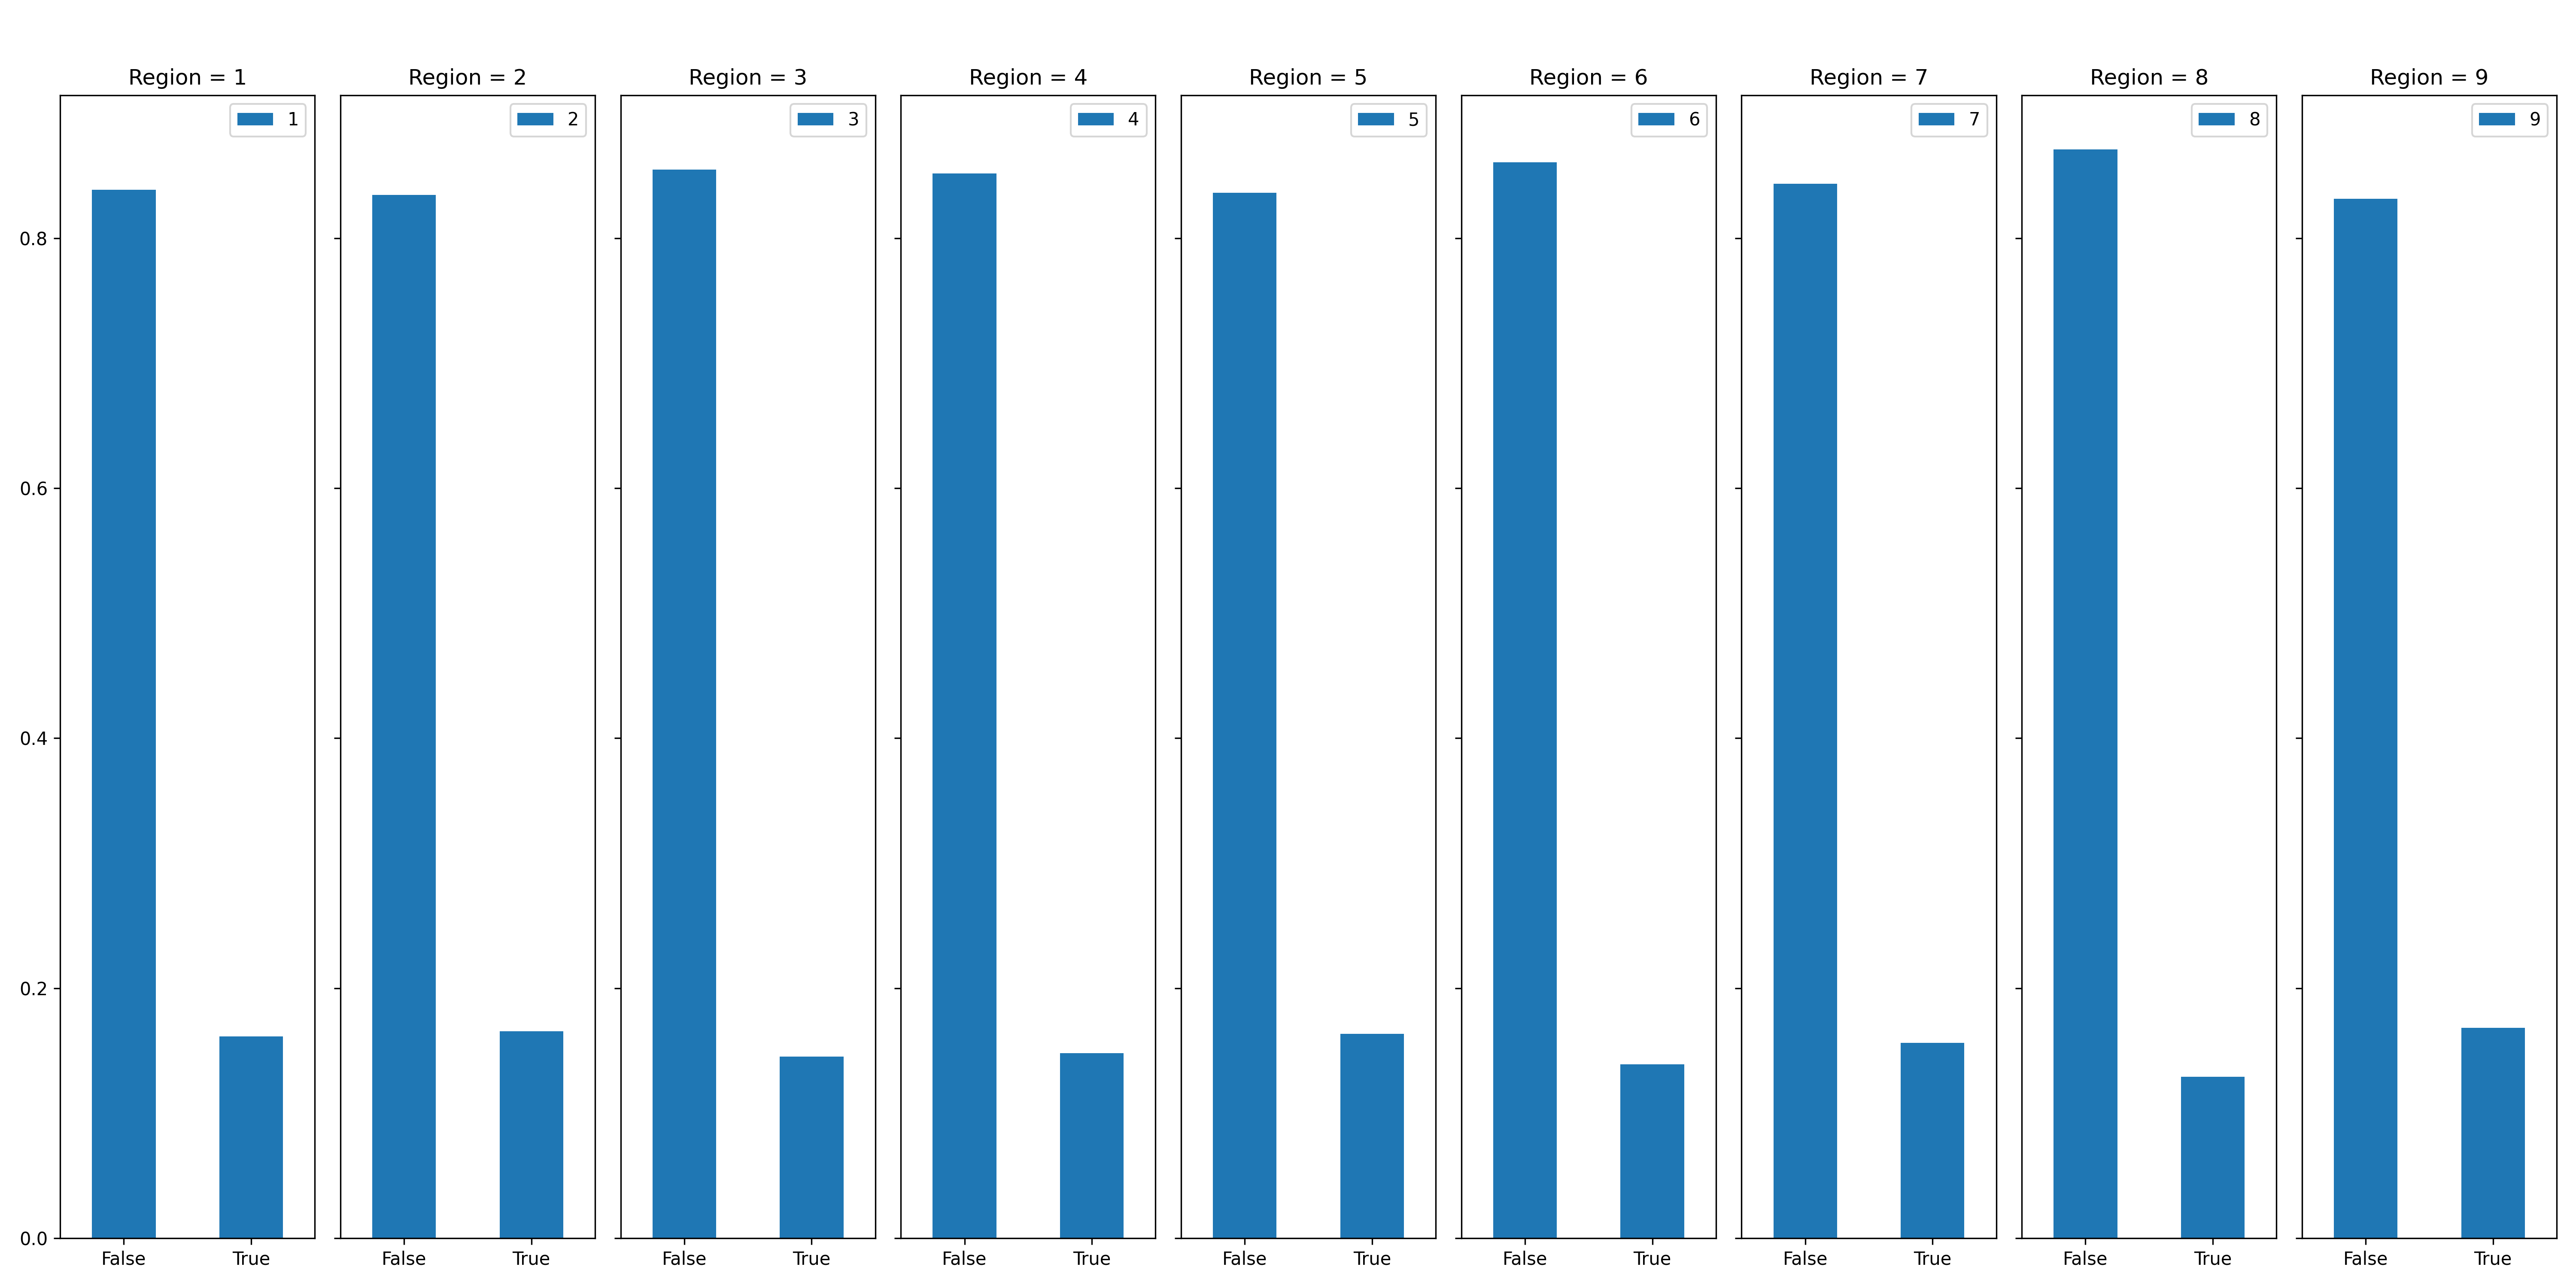 Region = 1 Region = 2 Region = 3 Region = 4 Region = 5 Region = 6 Region = 7 Region = 8 Region = 9
1 2 3 4 5 6 7 8 9
0.8
0.6
0.4
0.2
0.0
False True False True False True False True False True False True False True False True False True